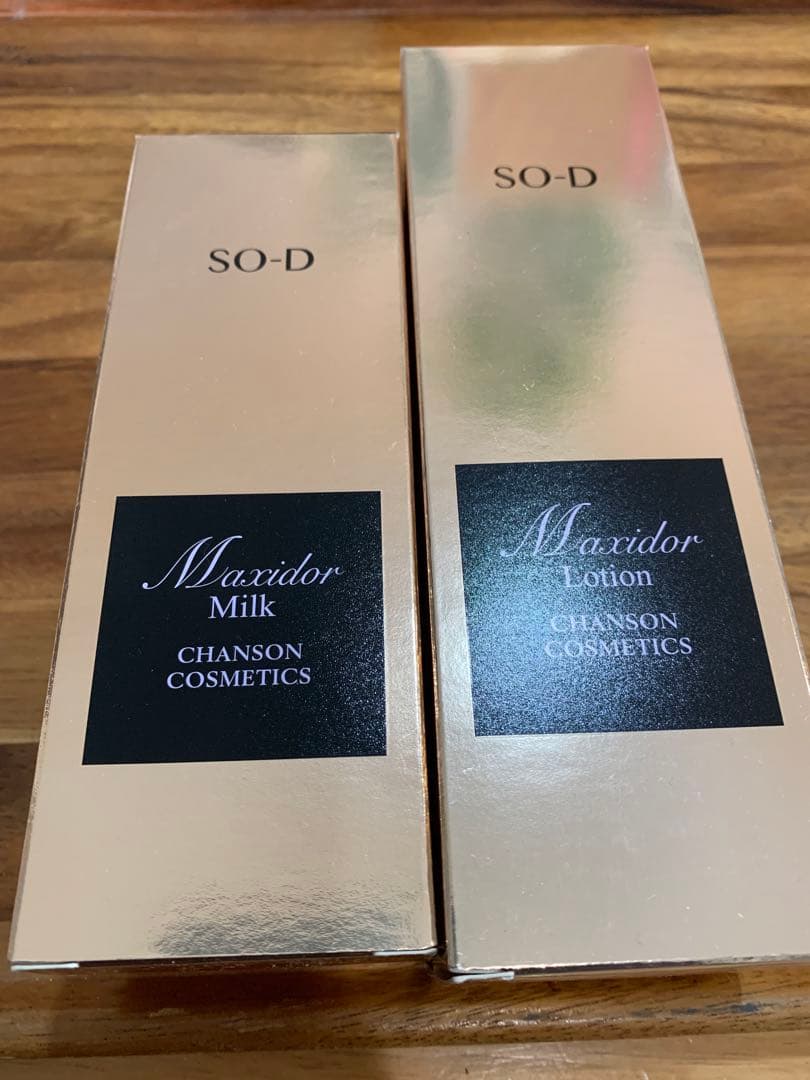 SO-D
Maxidor
Milk
CHANSON
COSMETICS
SO-D
Maxidor
Lotion
CHANSON
COSMETICS